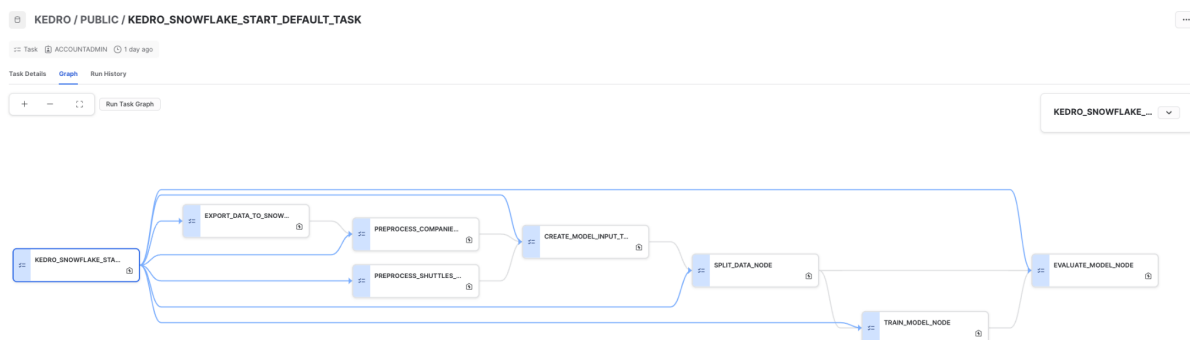 KEDRO / PUBLIC / KEDRO_SNOWFLAKE_START_DEFAULT_TASK
Task ACCOUNTADMIN 1 day ago
Task Details Graph Run History
Run Task Graph
KEDRO_SNOWFLAKE_...
EXPORT_DATA_TO_SNOW...
PREPROCESS_COMPANIE...
CREATE_MODEL_INPUT_T...
KEDRO_SNOWFLAKE_STA...
SPLIT_DATA_NODE
EVALUATE_MODEL_NODE
PREPROCESS_SHUTTLES_...
TRAIN_MODEL_NODE